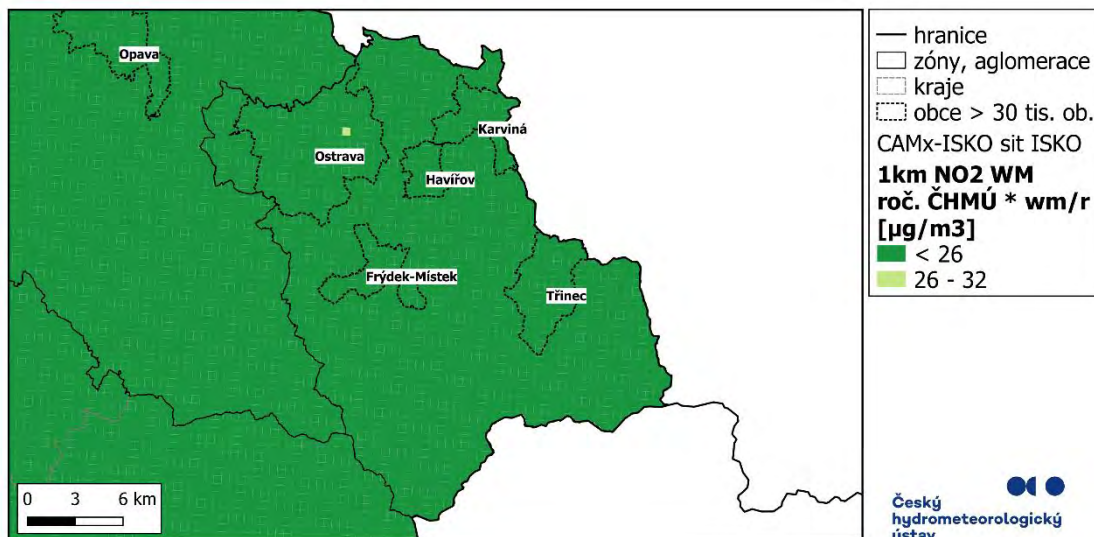 Opava
Ostrava
Karviná
Havířov
Frýdek-Místek
Třinec
0 3 6 km
hranice
zóny, aglomerace
kraje
obce > 30 tis. ob.
CAMx-ISKO sit ISKO
1km NO2 WM
roč. ČHMÚ * wm/r
[µg/m3]
< 26
26 - 32
Český
hydrometeorologický
ústav